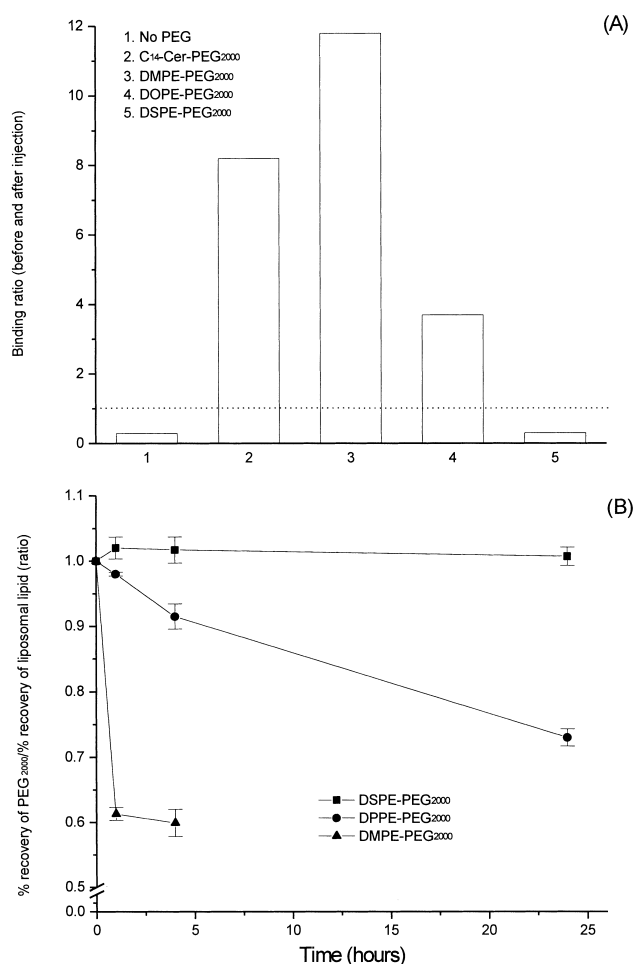 (A)
1. No PEG
2. C14-Cer-PEG2000
3. DMPE-PEG2000
4. DOPE-PEG2000
5. DSPE-PEG2000
Binding ratio (before and after injection)
12
10
8
6
4
2
0
1 2 3 4 5
(B)
% recovery of PEG2000/% recovery of liposomal lipid (ratio)
1.1
1.0
0.9
0.8
0.7
0.6
0.5
0.0
DSPE-PEG2000
DPPE-PEG2000
DMPE-PEG2000
0 5 10 15 20 25
Time (hours)